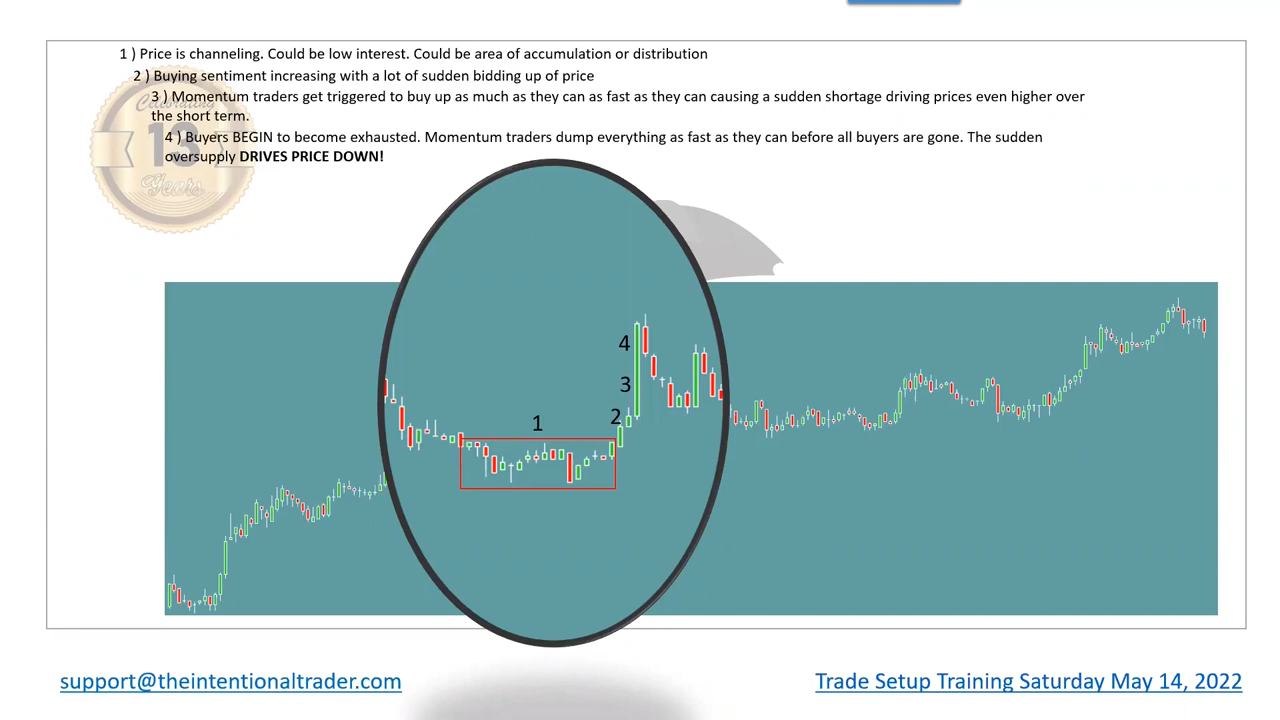 1 ) Price is channeling. Could be low interest. Could be area of accumulation or distribution
2 ) Buying sentiment increasing with a lot of sudden bidding up of price
3 ) Momentum traders get triggered to buy up as much as they can as fast as they can causing a sudden shortage driving prices even higher over
the short term.
4 ) Buyers BEGIN to become exhausted. Momentum traders dump everything as fast as they can before all buyers are gone. The sudden
oversupply DRIVES PRICE DOWN!
Celebrating
13
Years
4
3
2
1
support@theintentionaltrader.com
Trade Setup Training Saturday May 14, 2022